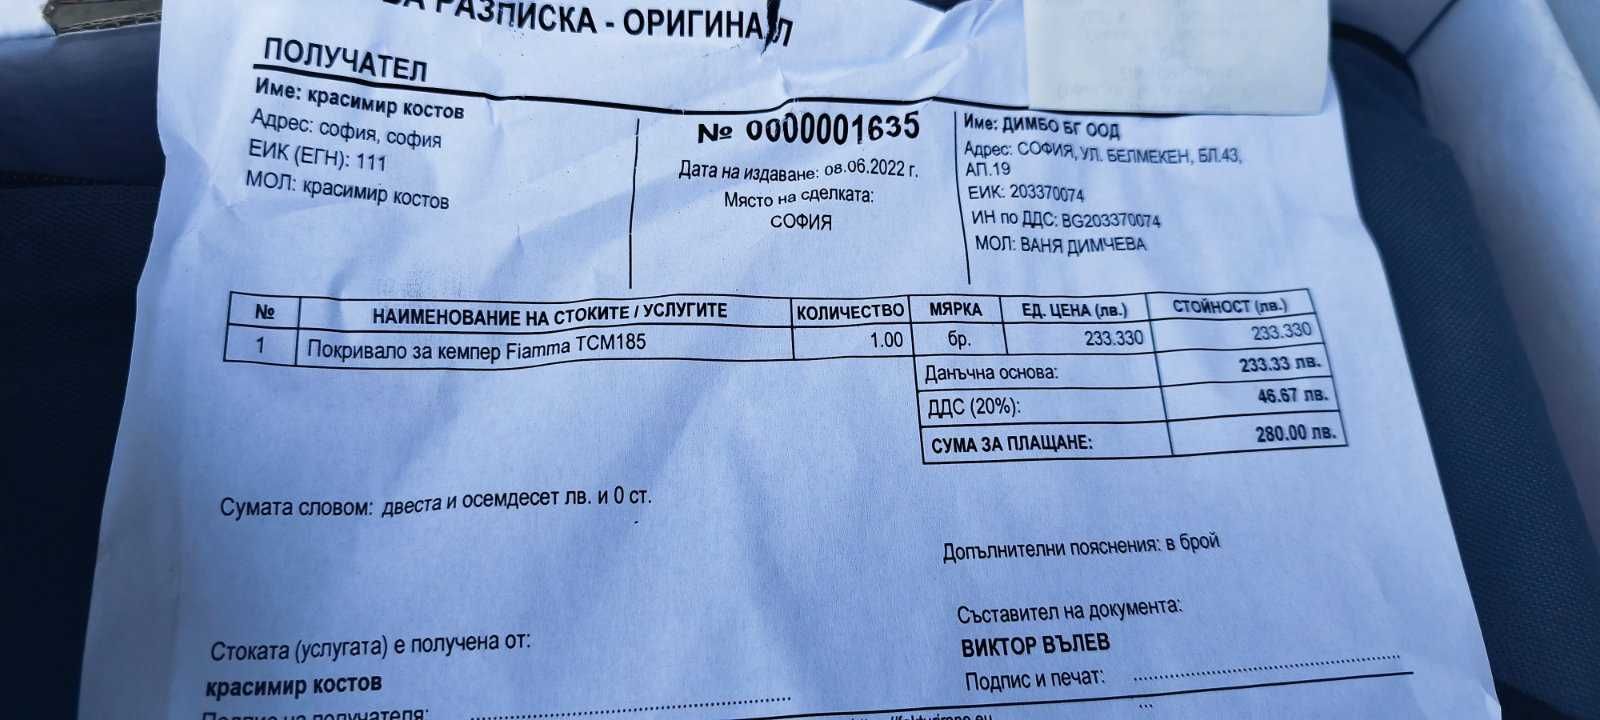 РАЗПИСКА - ОРИГИНАЛ
ПОЛУЧАТЕЛ
Име: красимир костов
Адрес: софия, софия
ЕИК (ЕГН): 111
МОЛ: красимир костов
№ 0000001635
Дата на издаване: 08.06.2022 г.
Място на сделката:
СОФИЯ
Име: ДИМБО БГ ООД
Адрес: СОФИЯ, УЛ. БЕЛМЕКЕН, БЛ.43,
АП.19
ЕИК: 203370074
ИН по ДДС: BG203370074
МОЛ: ВАНЯ ДИМЧЕВА
№ НАИМЕНОВАНИЕ НА СТОКИТЕ / УСЛУГИТЕ КОЛИЧЕСТВО МЯРКА ЕД. ЦЕНА (лв.) СТОЙНОСТ (лв.)
1 Покривало за кемпер Fiamma TCM185 1.00 бр. 233.330 233.330
Данъчна основа: 233.33 лв.
ДДС (20%): 46.67 лв.
СУМА ЗА ПЛАЩАНЕ: 280.00 лв.
Сумата словом: двеста и осемдесет лв. и 0 ст.
Допълнителни пояснения: в брой
Съставител на документа:
ВИКТОР ВЪЛЕВ
Подпис и печат:
Стоката (услугата) е получена от:
красимир костов
Подпис на получателя: